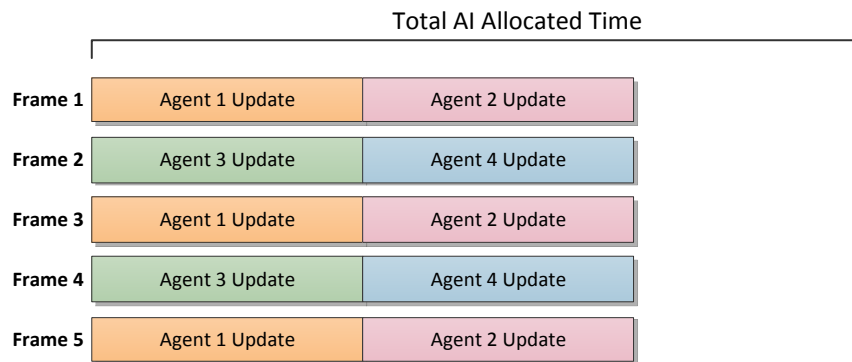 Total AI Allocated Time
Frame 1 Agent 1 Update Agent 2 Update
Frame 2 Agent 3 Update Agent 4 Update
Frame 3 Agent 1 Update Agent 2 Update
Frame 4 Agent 3 Update Agent 4 Update
Frame 5 Agent 1 Update Agent 2 Update